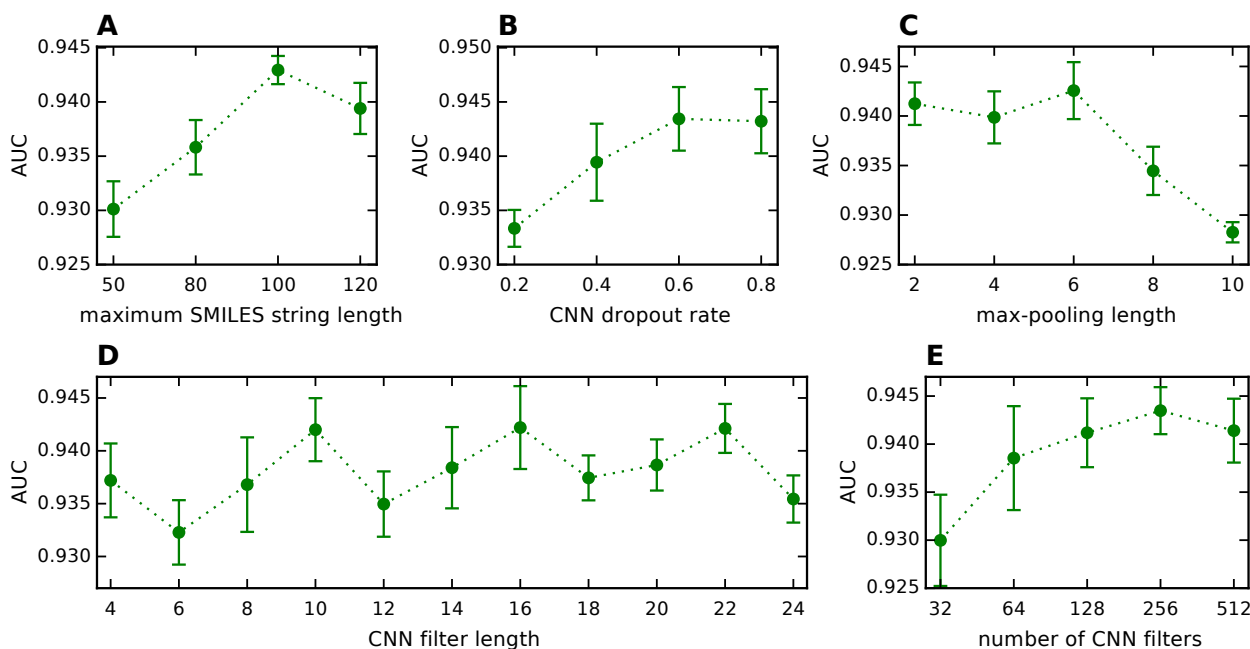 A
0.945
0.940
0.935
0.930
0.925
AUC
50 80 100 120
maximum SMILES string length
B
0.950
0.945
0.940
0.935
0.930
AUC
0.2 0.4 0.6 0.8
CNN dropout rate
C
0.945
0.940
0.935
0.930
0.925
AUC
2 4 6 8 10
max-pooling length
D
0.945
0.940
0.935
0.930
AUC
4 6 8 10 12 14 16 18 20 22 24
CNN filter length
E
0.945
0.940
0.935
0.930
0.925
AUC
32 64 128 256 512
number of CNN filters